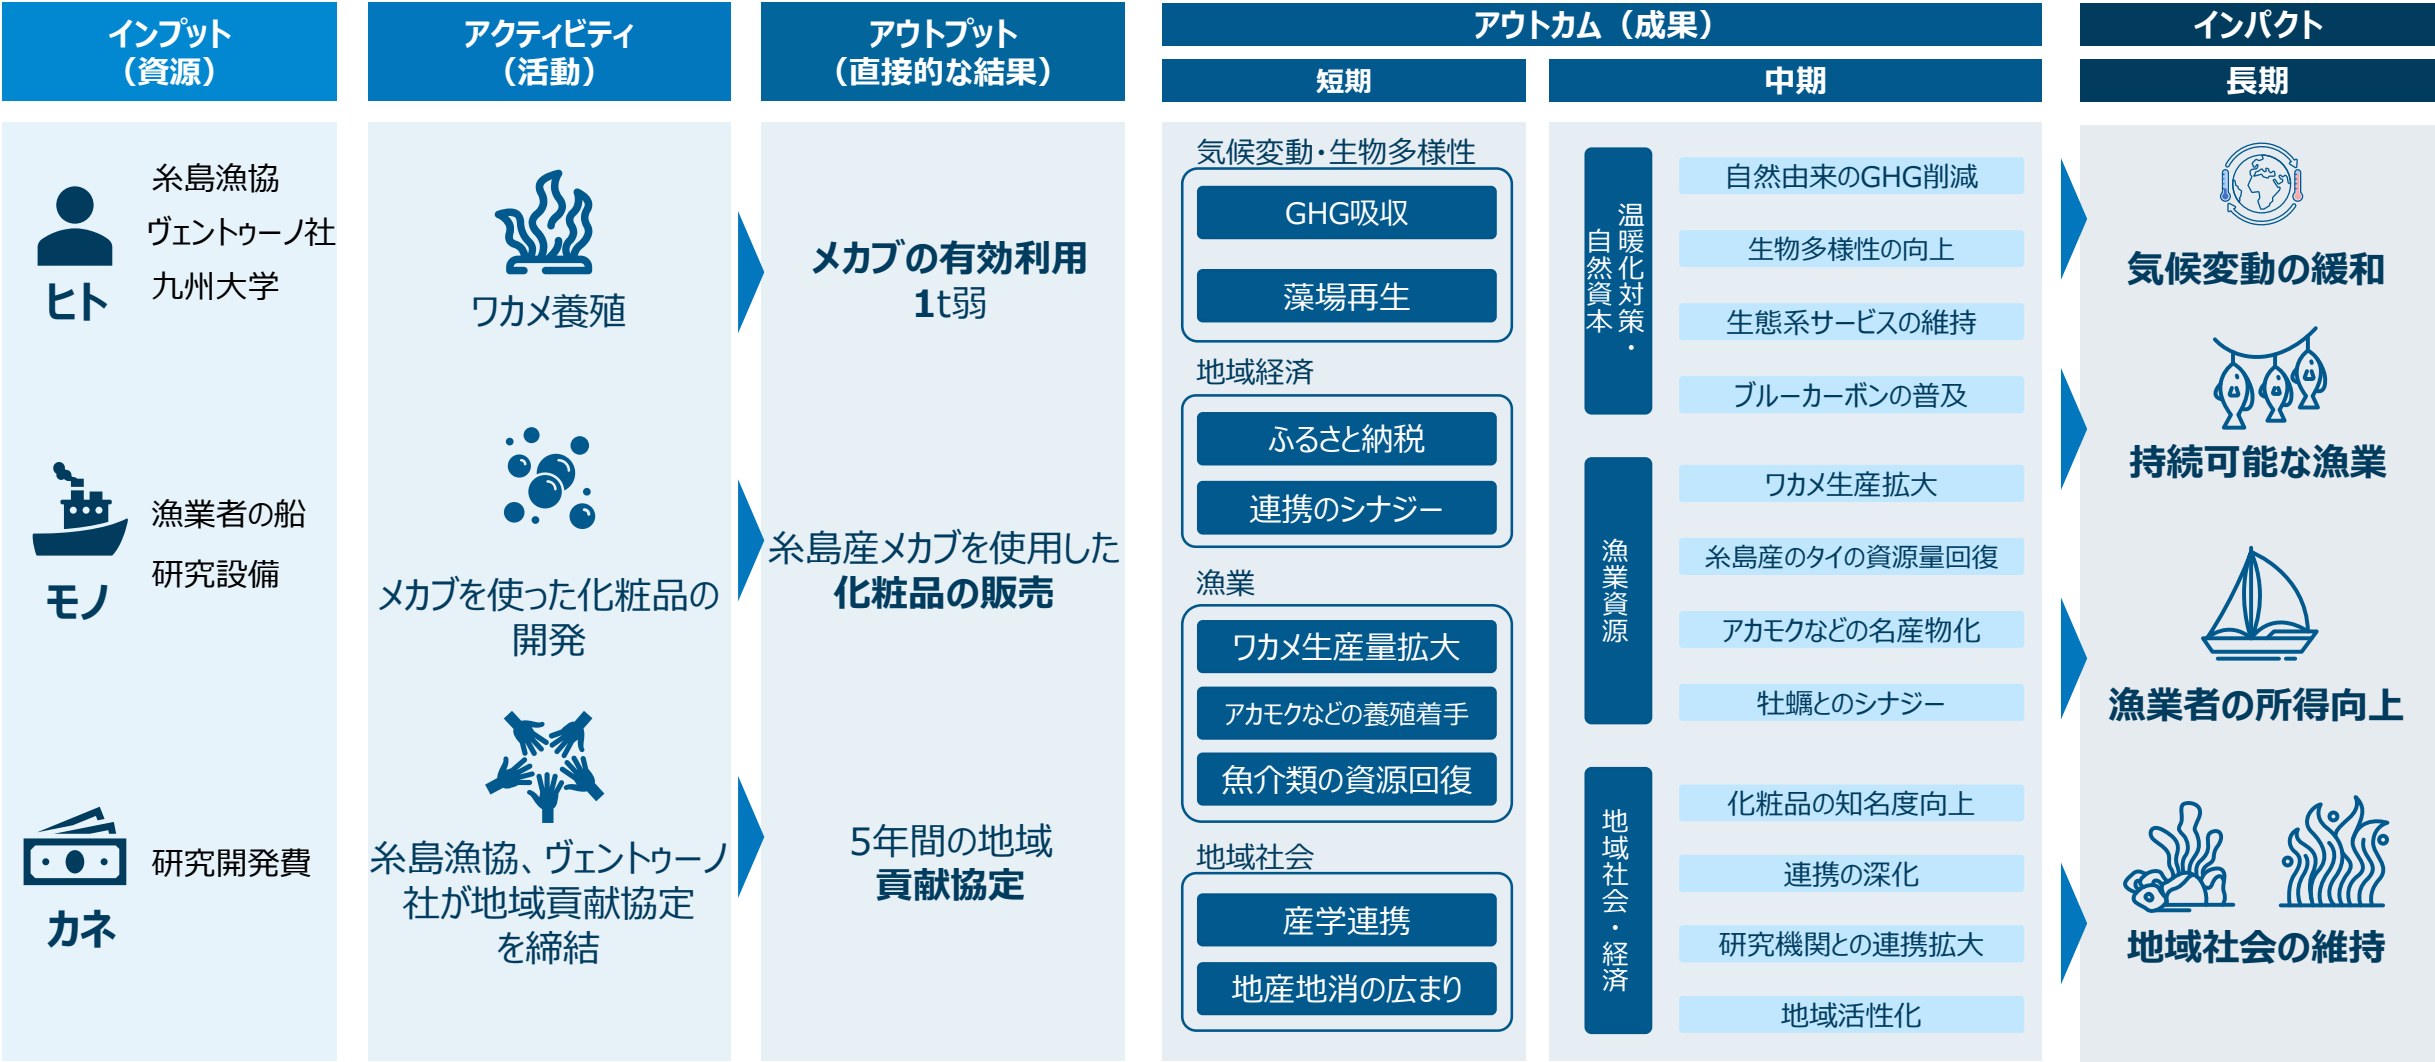 インプット
（資源）
ヒト
糸島漁協
ヴェントゥーノ社
九州大学
モノ
漁業者の船
研究設備
カネ
研究開発費
アクティビティ
（活動）
ワカメ養殖
メカブを使った化粧品の
開発
糸島漁協、ヴェントゥーノ
社が地域貢献協定
を締結
アウトプット
（直接的な結果）
メカブの有効利用
1t弱
糸島産メカブを使用した
化粧品の販売
5年間の地域
貢献協定
アウトカム（成果）
短期
気候変動・生物多様性
GHG吸収
藻場再生
地域経済
ふるさと納税
連携のシナジー
漁業
ワカメ生産量拡大
アカモクなどの養殖着手
魚介類の資源回復
地域社会
産学連携
地産地消の広まり
中期
温暖化対策・
自然資本
自然由来のGHG削減
生物多様性の向上
生態系サービスの維持
ブルーカーボンの普及
漁業資源
ワカメ生産拡大
糸島産のタイの資源量回復
アカモクなどの名産物化
牡蠣とのシナジー
地域社会・経済
化粧品の知名度向上
連携の深化
研究機関との連携拡大
地域活性化
インパクト
長期
気候変動の緩和
持続可能な漁業
漁業者の所得向上
地域社会の維持